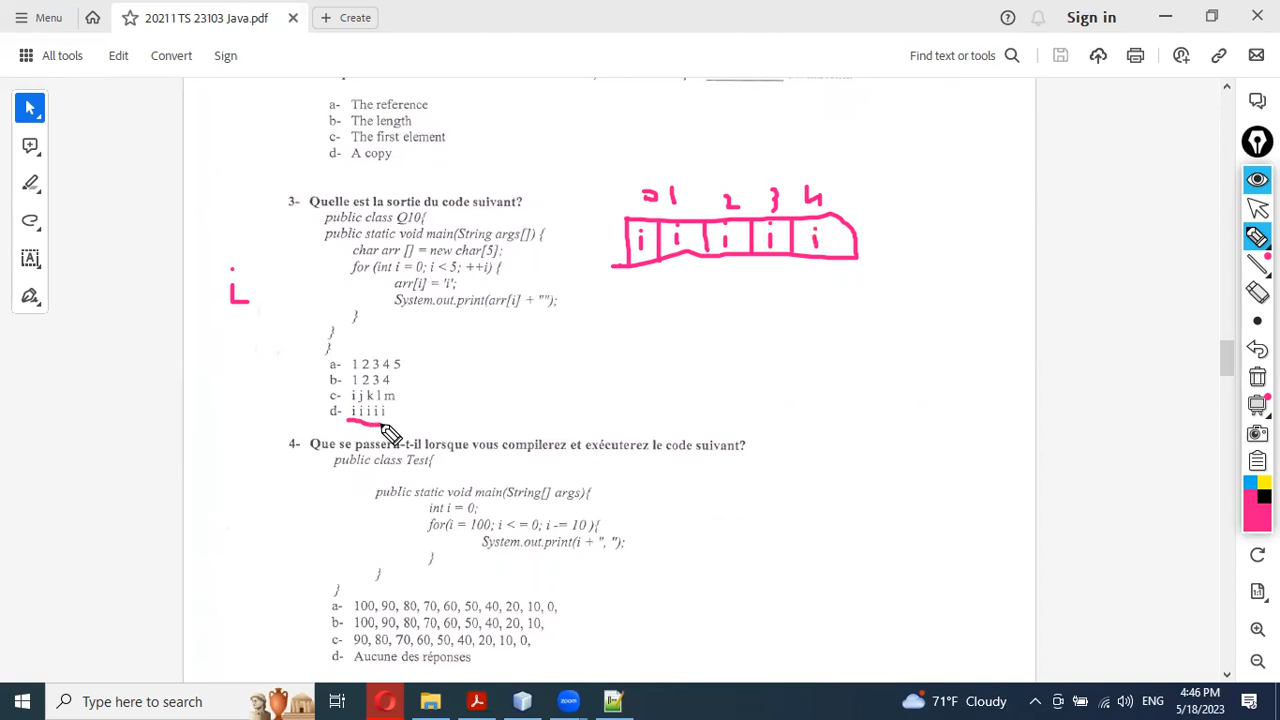 Menu
20211 TS 23103 Java.pdf
Create
Sign in
All tools
Edit
Convert
Sign
Find text or tools
a- The reference
b- The length
c- The first element
d- A copy
0 1 2 3 4
i i i i i
3- Quelle est la sortie du code suivant?
public class Q10{
public static void main(String args[]) {
char arr [] = new char[5];
for (int i = 0; i < 5; ++i) {
arr[i] = 'i';
System.out.print(arr[i] + "");
}
}
}
i
a- 1 2 3 4 5
b- 1 2 3 4
c- i j k l m
d- i i i i i
4- Que se passera-t-il lorsque vous compilerez et exécuterez le code suivant?
public class Test{
public static void main(String[] args){
int i = 0;
for(i = 100; i < = 0; i -= 10 ){
System.out.print(i + ", ");
}
}
}
a- 100, 90, 80, 70, 60, 50, 40, 20, 10, 0,
b- 100, 90, 80, 70, 60, 50, 40, 20, 10,
c- 90, 80, 70, 60, 50, 40, 20, 10, 0,
d- Aucune des réponses
Type here to search
71°F Cloudy
ENG
4:46 PM
5/18/2023